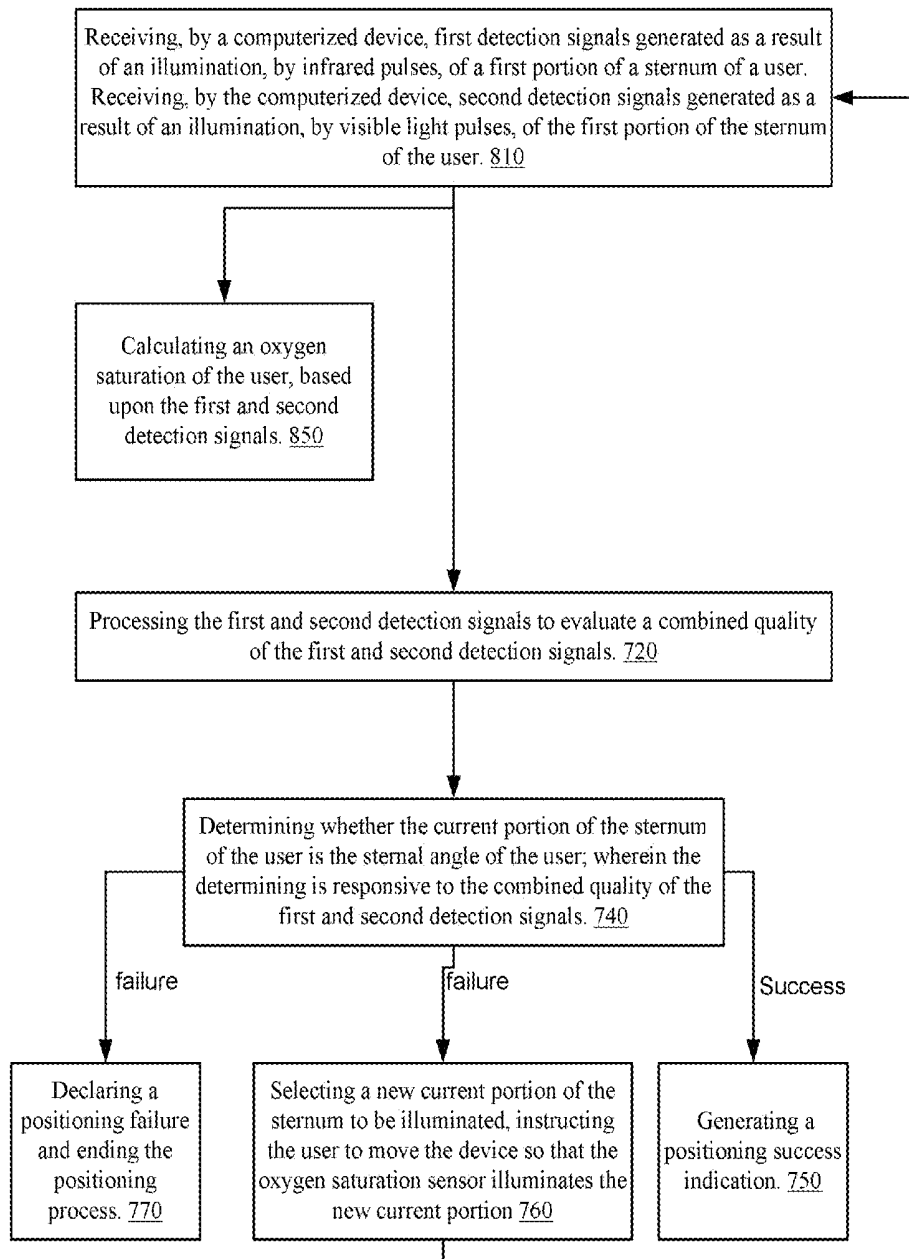 Receiving, by a computerized device, first detection signals generated as a result
of an illumination, by infrared pulses, of a first portion of a sternum of a user.
Receiving, by the computerized device, second detection signals generated as a
result of an illumination, by visible light pulses, of the first portion of the sternum
of the user. 810
Calculating an oxygen
saturation of the user, based
upon the first and second
detection signals. 850
Processing the first and second detection signals to evaluate a combined quality
of the first and second detection signals. 720
Determining whether the current portion of the sternum
of the user is the sternal angle of the user; wherein the
determining is responsive to the combined quality of the
first and second detection signals. 740
failure
failure
Success
Declaring a
positioning failure
and ending the
positioning
process. 770
Selecting a new current portion of the
sternum to be illuminated, instructing
the user to move the device so that the
oxygen saturation sensor illuminates the
new current portion 760
Generating a
positioning success
indication. 750